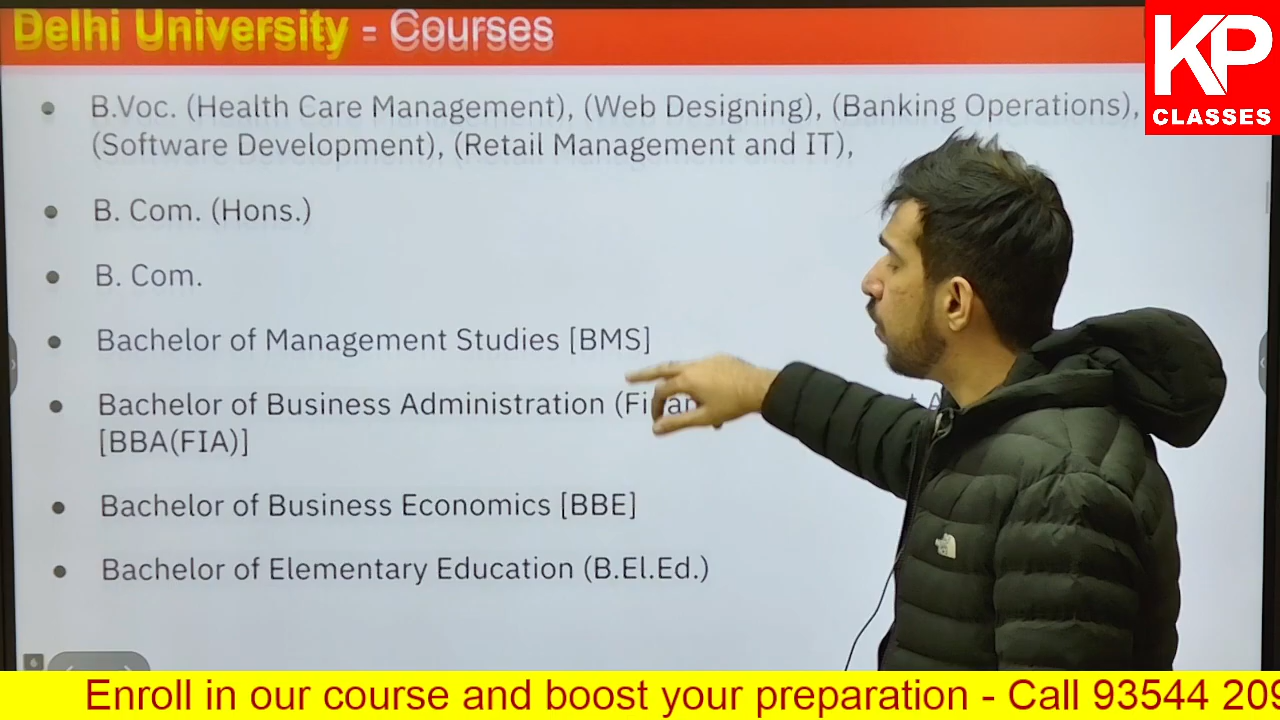 Delhi University - Courses
KP
CLASSES
B.Voc. (Health Care Management), (Web Designing), (Banking Operations),
(Software Development), (Retail Management and IT),
B. Com. (Hons.)
B. Com.
Bachelor of Management Studies [BMS]
Bachelor of Business Administration
[BBA(FIA)]
Bachelor of Business Economics [BBE]
Bachelor of Elementary Education (B.El.Ed.)
Enroll in our course and boost your preparation - Call 93544 209